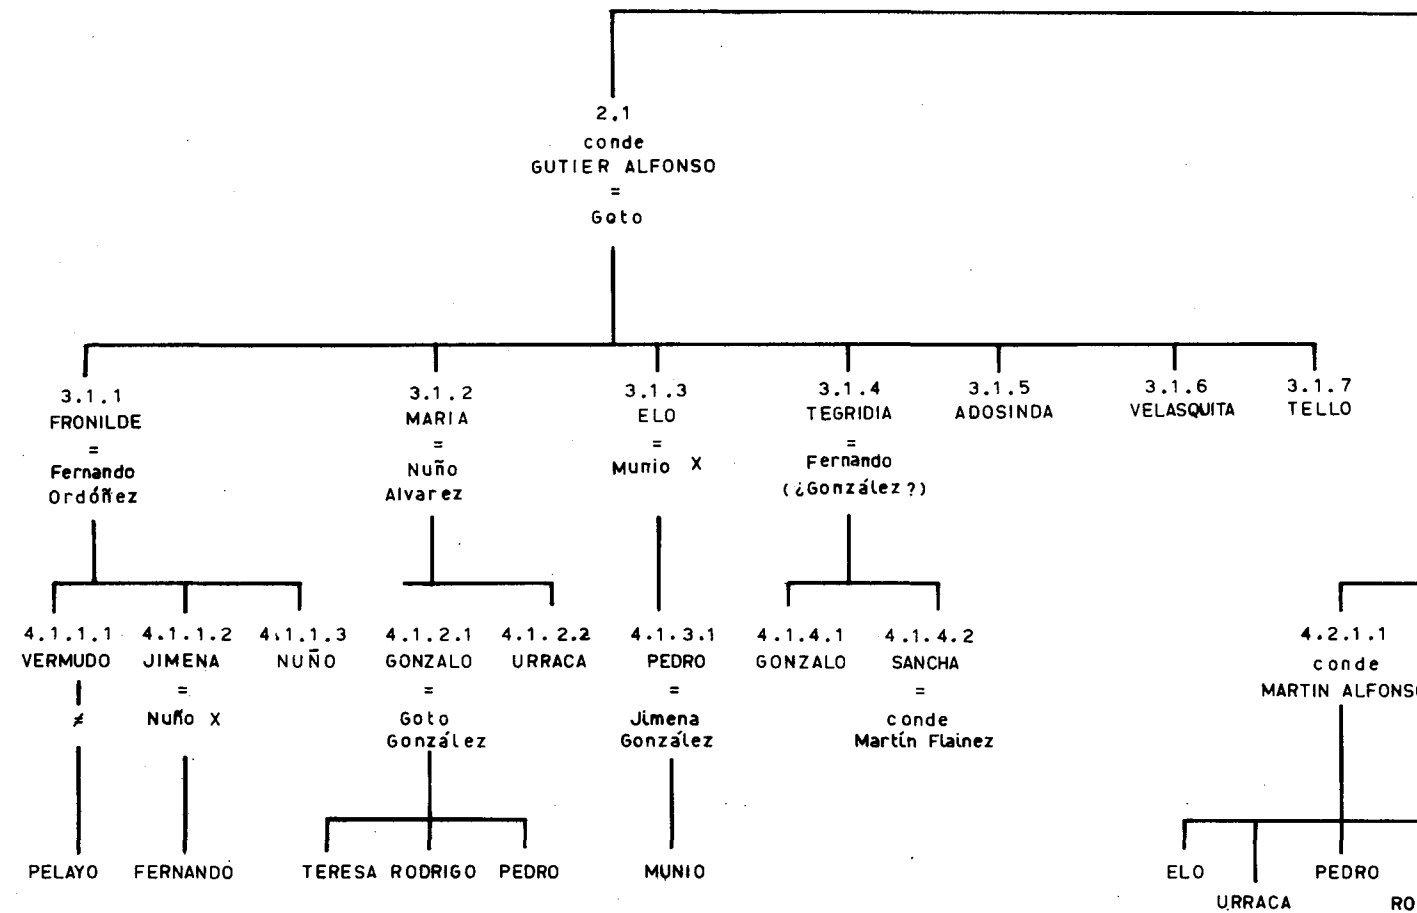 2.1
conde
GUTIER ALFONSO
=
Goto
3.1.1
FRONILDE
=
Fernando
Ordóñez
3.1.2
MARIA
=
Nuño
Alvarez
3.1.3
ELO
=
Munio X
3.1.4
TEGRIDIA
=
Fernando
(¿González?)
3.1.5
ADOSINDA
3.1.6
VELASQUITA
3.1.7
TELLO
4.1.1.1
VERMUDO
≠
4.1.1.2
JIMENA
=
Nuño X
4.1.1.3
NUÑO
4.1.2.1
GONZALO
=
Goto
González
4.1.2.2
URRACA
4.1.3.1
PEDRO
=
Jimena
González
4.1.4.1
GONZALO
4.1.4.2
SANCHA
=
conde
Martín Flainez
4.2.1.1
conde
MARTIN ALFONSO
PELAYO
FERNANDO
TERESA RODRIGO PEDRO
MUNIO
ELO
URRACA
PEDRO
RO